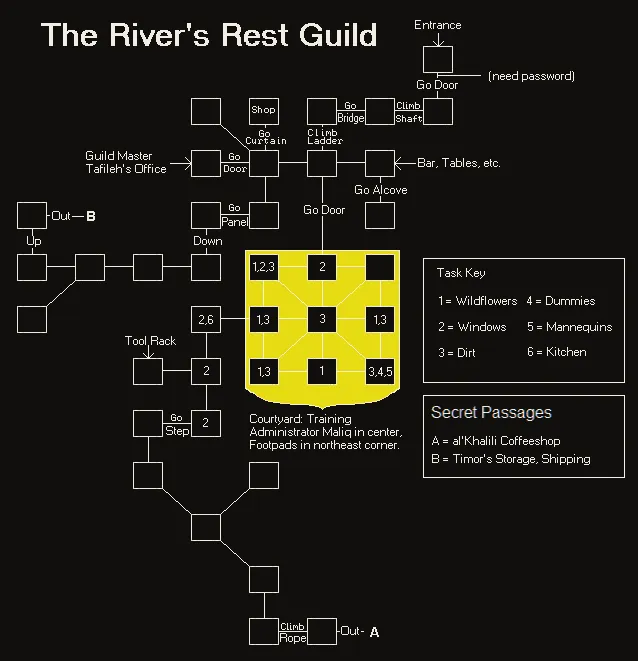 The River's Rest Guild
Entrance
(need password)
Go Door
Shop
Go
Bridge
Climb
Shaft
Go
Curtain
Climb
Ladder
Guild Master
Tafileh's Office
Go
Door
Bar, Tables, etc.
Go Alcove
Out
B
Go
Panel
Go Door
Up
Down
1,2,3
2
2,6
1,3
3
1,3
Tool Rack
2
1,3
1
3,4,5
Go
Step
2
Courtyard: Training
Administrator Maliq in center,
Footpads in northeast corner.
Task Key
1 = Wildflowers
4 = Dummies
2 = Windows
5 = Mannequins
3 = Dirt
6 = Kitchen
Secret Passages
A = al'Khalili Coffeeshop
B = Timor's Storage, Shipping
Climb
Rope
Out- A